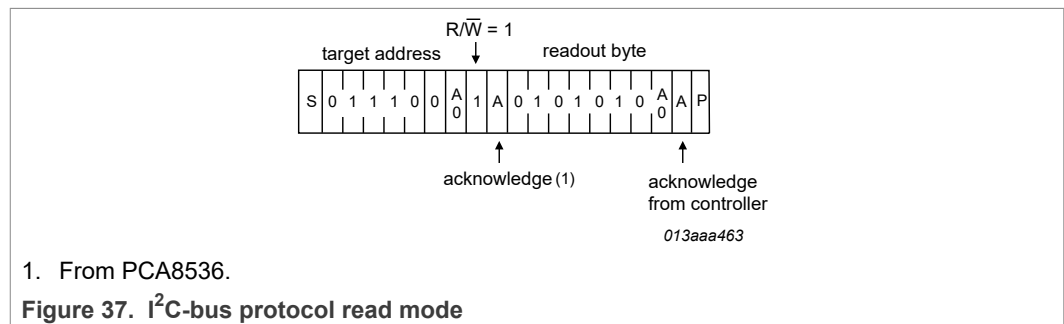 R/W̅ = 1
target address readout byte
S 0 1 1 1 0 0 A0 1 A 0 1 0 1 0 1 0 A0 A P
acknowledge (1) acknowledge
from controller
013aaa463
1. From PCA8536.
Figure 37. I²C-bus protocol read mode